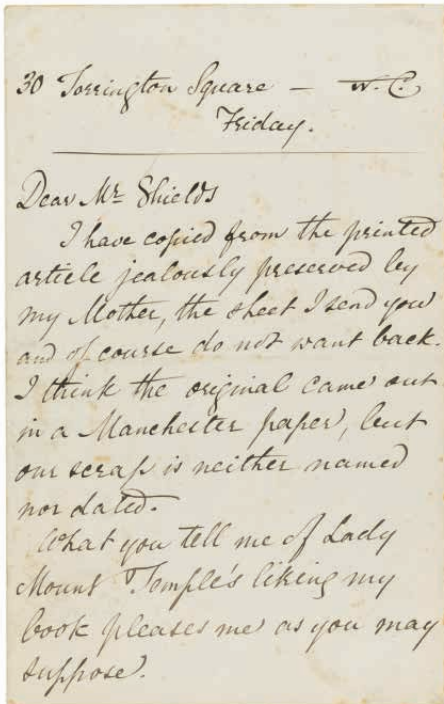 30 Torrington Square — W. C.
Friday.
Dear Mr. Shields
I have copied from the printed
article jealously preserved by
my Mother, the sheet I send you
and of course do not want back.
I think the original came out
in a Manchester paper, but
our scrap is neither named
nor dated.
What you tell me of Lady
Mount Temple's liking my
book pleases me as you may
suppose.